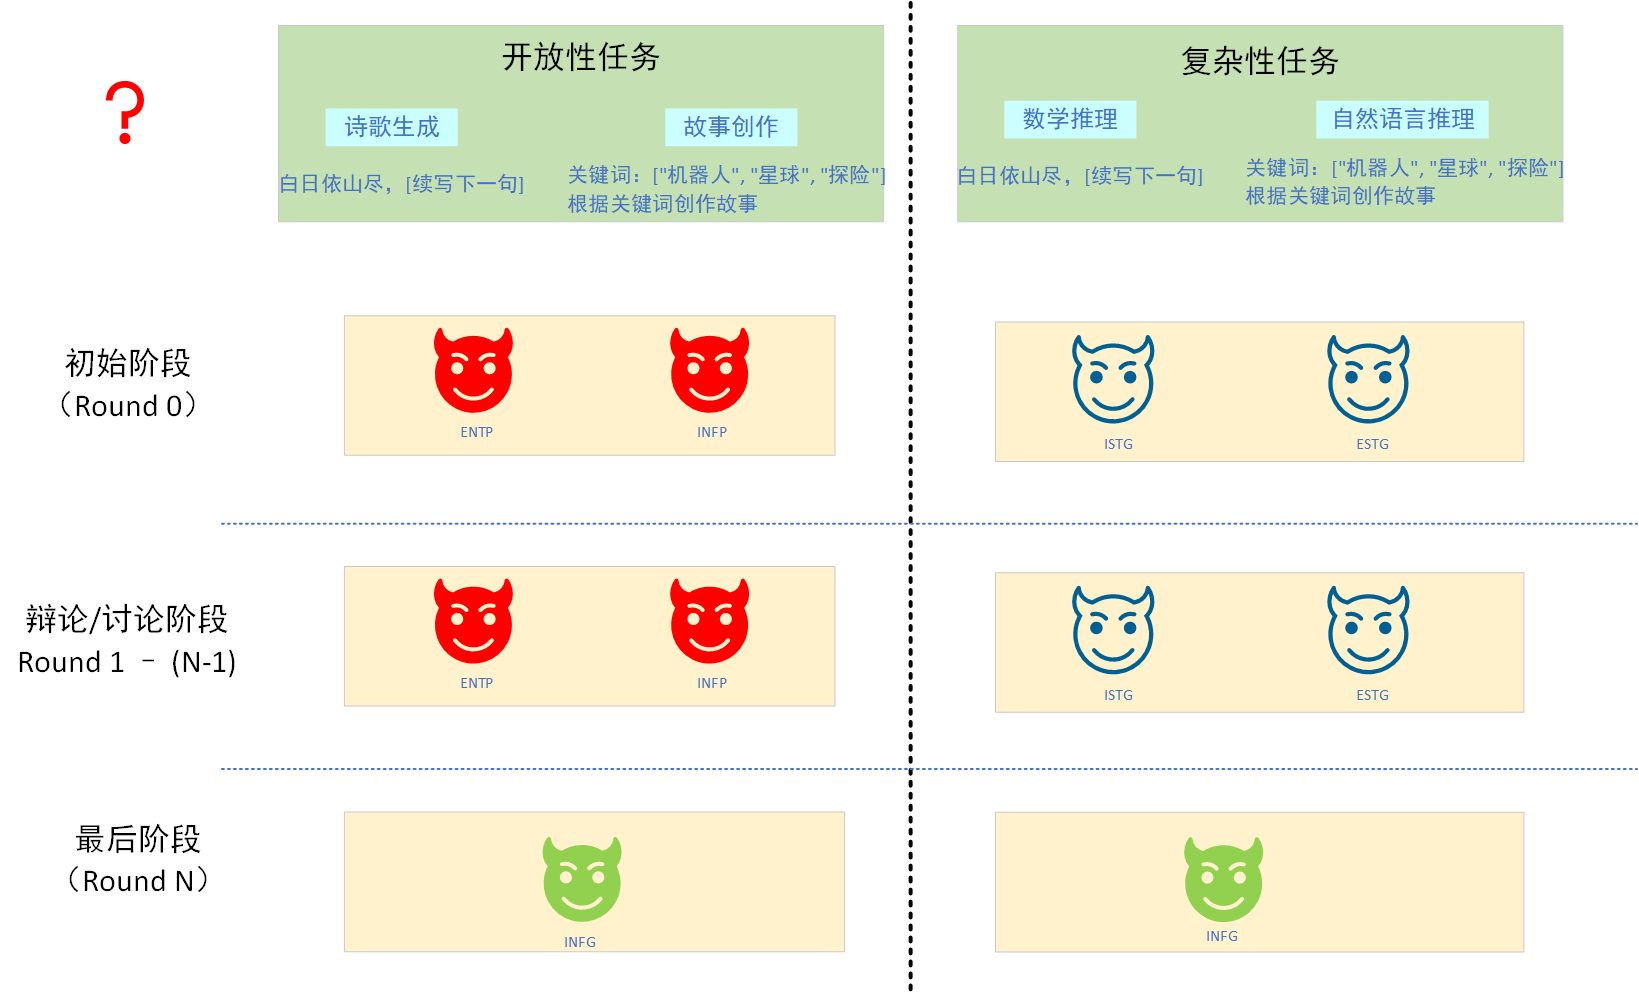 ?
开放性任务
诗歌生成
故事创作
白日依山尽，[续写下一句]
关键词：["机器人", "星球", "探险"]
根据关键词创作故事
复杂性任务
数学推理
自然语言推理
白日依山尽，[续写下一句]
关键词：["机器人", "星球", "探险"]
根据关键词创作故事
初始阶段
（Round 0）
ENTP
INFP
ISTG
ESTG
辩论/讨论阶段
Round 1 – (N-1)
ENTP
INFP
ISTG
ESTG
最后阶段
（Round N）
INFG
INFG